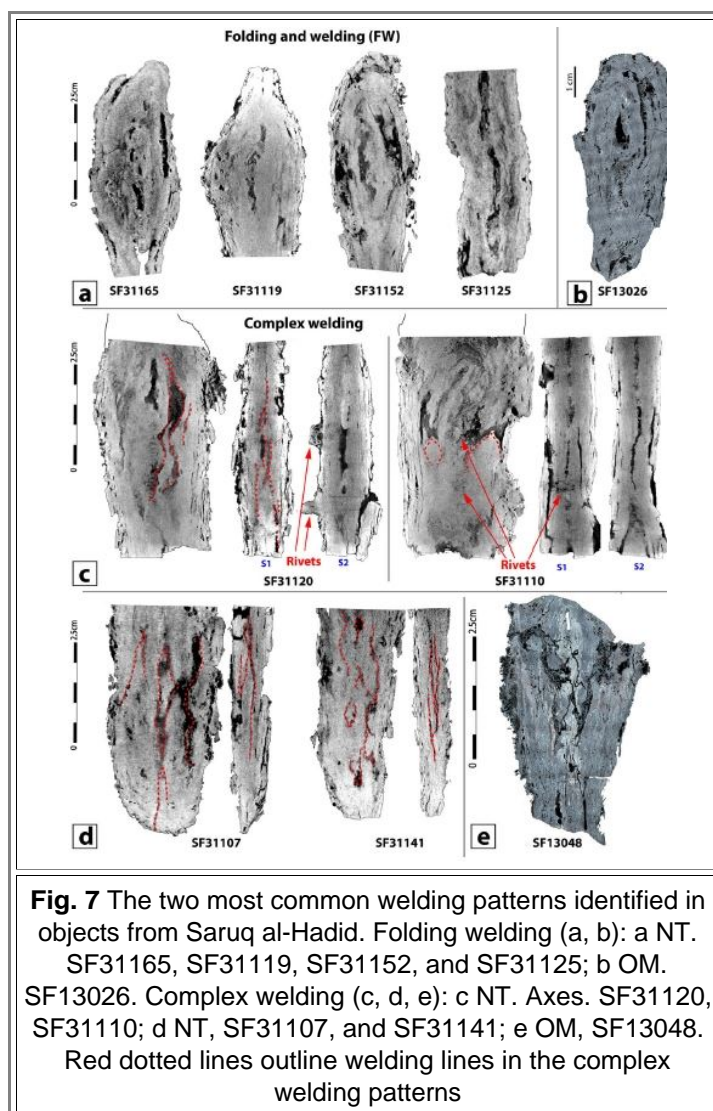 Folding and welding (FW)
2.5cm
0
1 cm
a
SF31165
SF31119
SF31152
SF31125
b
SF13026
Complex welding
2.5cm
0
Rivets
Rivets
c
S1
S2
S1
S2
SF31120
SF31110
2.5cm
0
2.5cm
0
d
SF31107
SF31141
e
SF13048
Fig. 7 The two most common welding patterns identified in
objects from Saruq al-Hadid. Folding welding (a, b): a NT.
SF31165, SF31119, SF31152, and SF31125; b OM.
SF13026. Complex welding (c, d, e): c NT. Axes. SF31120,
SF31110; d NT, SF31107, and SF31141; e OM, SF13048.
Red dotted lines outline welding lines in the complex
welding patterns